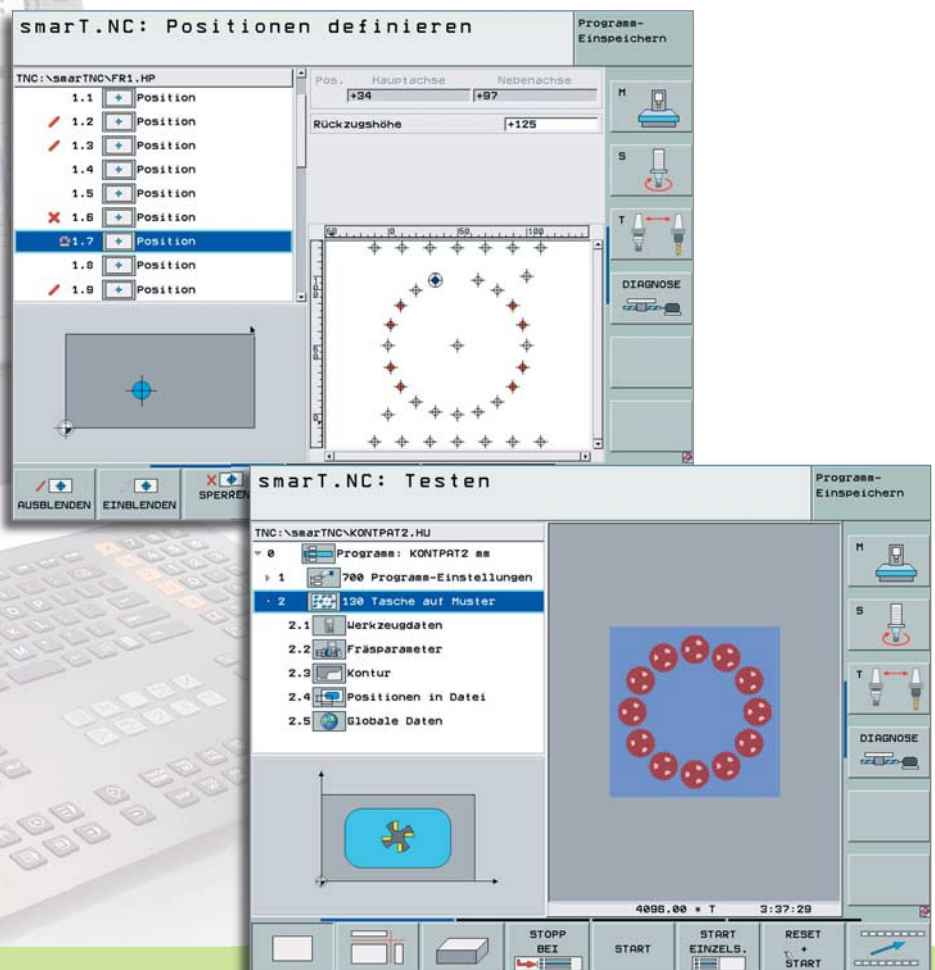 smarT.NC: Positionen definieren
Programm-
Einspeichern
TNC:\smarTNC\FR1.HP
1.1 Position
1.2 Position
1.3 Position
1.4 Position
1.5 Position
1.6 Position
1.7 Position
1.8 Position
1.9 Position
Pos. Hauptachse Nebenachse
+34 +97
Rückzugshöhe +125
M
S
T
DIAGNOSE
AUSBLENDEN
EINBLENDEN
smarT.NC: Testen
Programm-
Einspeichern
TNC:\smarTNC\KONTPAT2.HU
0 Programm: KONTPAT2 mm
1 700 Programm-Einstellungen
2 130 Tasche auf Muster
2.1 Werkzeugdaten
2.2 Fräsparameter
2.3 Kontur
2.4 Positionen in Datei
2.5 Globale Daten
4096.00 * T 3:37:29
M
S
T
DIAGNOSE
STOPP
BEI
START
START
EINZELS.
RESET
+
START